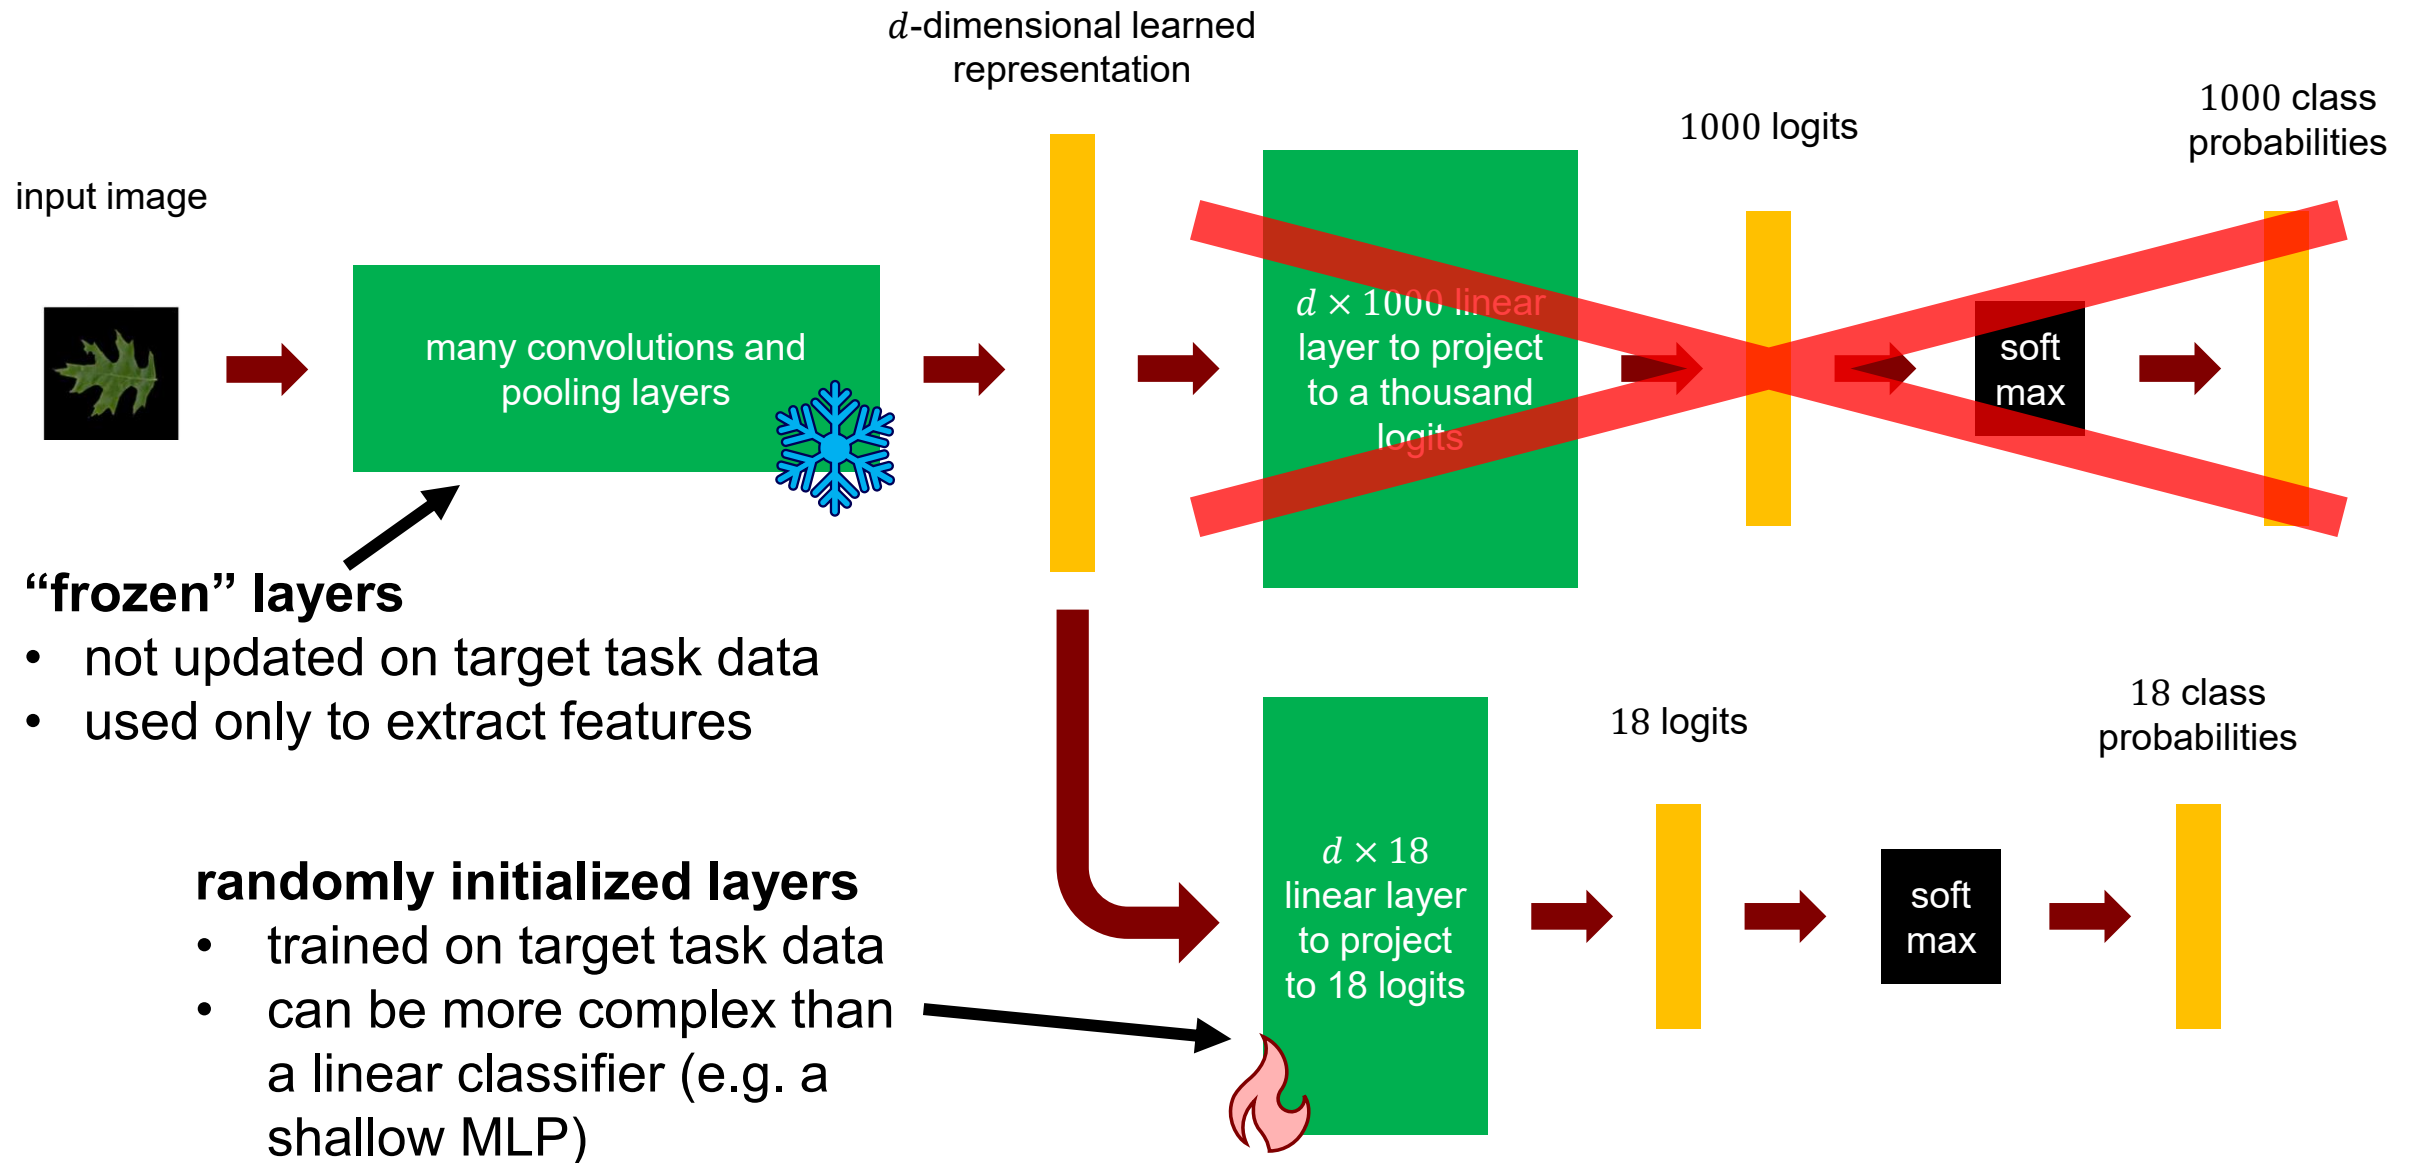 d-dimensional learned
representation
1000 logits
1000 class
probabilities
input image
many convolutions and
pooling layers
d × 1000 linear
layer to project
to a thousand
logits
soft
max
“frozen” layers
• not updated on target task data
• used only to extract features
18 logits
18 class
probabilities
randomly initialized layers
• trained on target task data
• can be more complex than
a linear classifier (e.g. a
shallow MLP)
d × 18
linear layer
to project
to 18 logits
soft
max